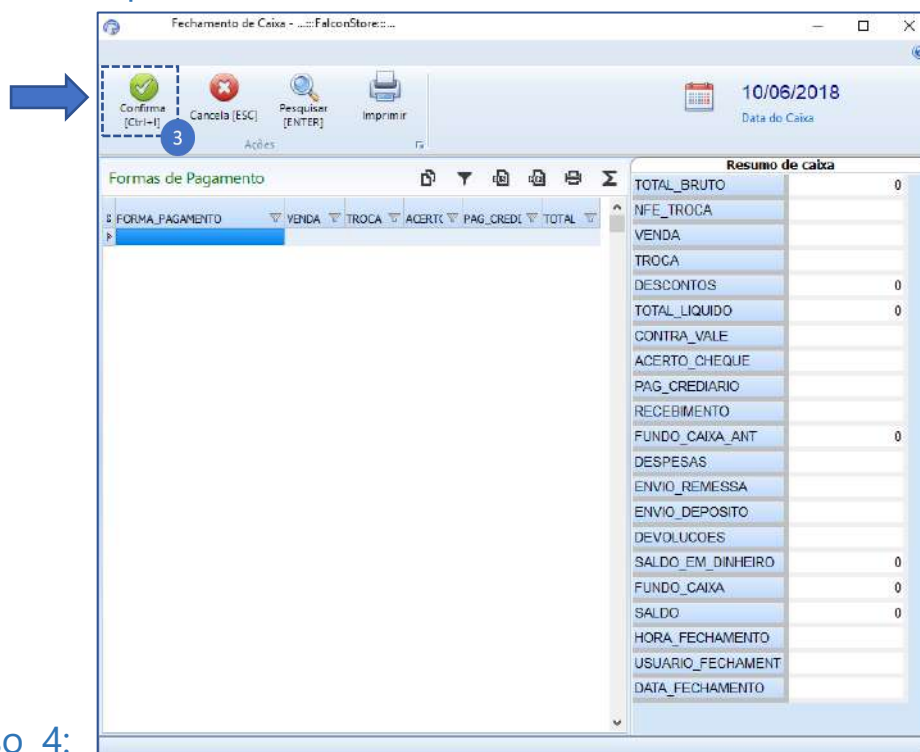 Fechamento de Caixa - ...:::FalconStore:::...
Confirma [Ctrl+I]
Cancela [ESC]
Pesquisar [ENTER]
Imprimir
3
Ações
10/06/2018
Data do Caixa
Formas de Pagamento
FORMA_PAGAMENTO VENDA TROCA ACERTO PAG_CREDI TOTAL
Resumo de caixa
TOTAL_BRUTO 0
NFE_TROCA
VENDA
TROCA
DESCONTOS 0
TOTAL_LIQUIDO 0
CONTRA_VALE
ACERTO_CHEQUE
PAG_CREDIARIO
RECEBIMENTO
FUNDO_CAIXA_ANT 0
DESPESAS
ENVIO_REMESSA
ENVIO_DEPOSITO
DEVOLUCOES
SALDO_EM_DINHEIRO 0
FUNDO_CAIXA 0
SALDO 0
HORA_FECHAMENTO
USUARIO_FECHAMENT
DATA_FECHAMENTO
4: